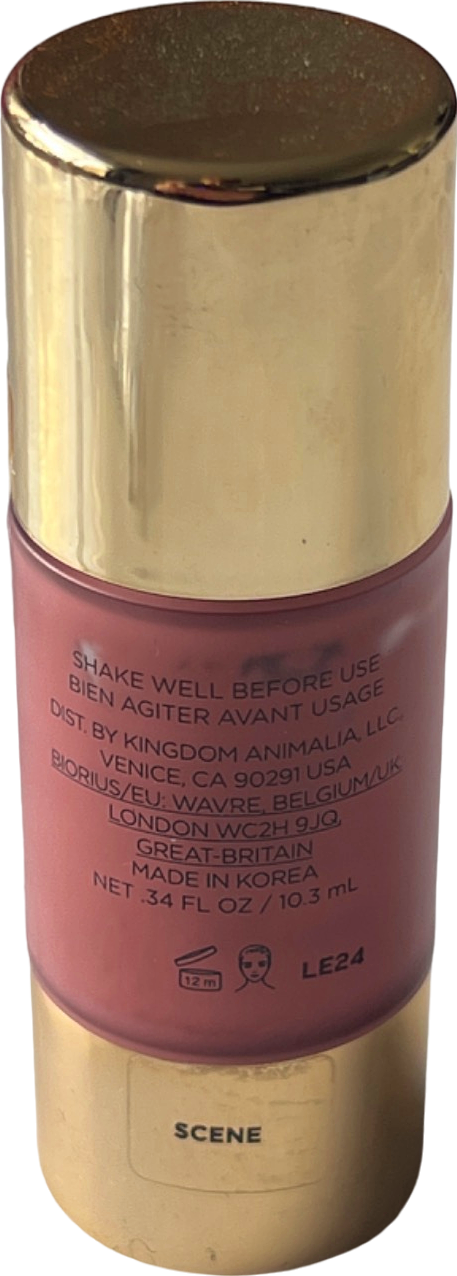 SHAKE WELL BEFORE USE
BIEN AGITER AVANT USAGE
DIST. BY KINGDOM ANIMALIA, LLC,
VENICE, CA 90291 USA
BIORIUS/EU: WAVRE, BELGIUM/UK:
LONDON WC2H 9JQ,
GREAT-BRITAIN
MADE IN KOREA
NET .34 FL OZ / 10.3 mL
12 m
LE24
SCENE